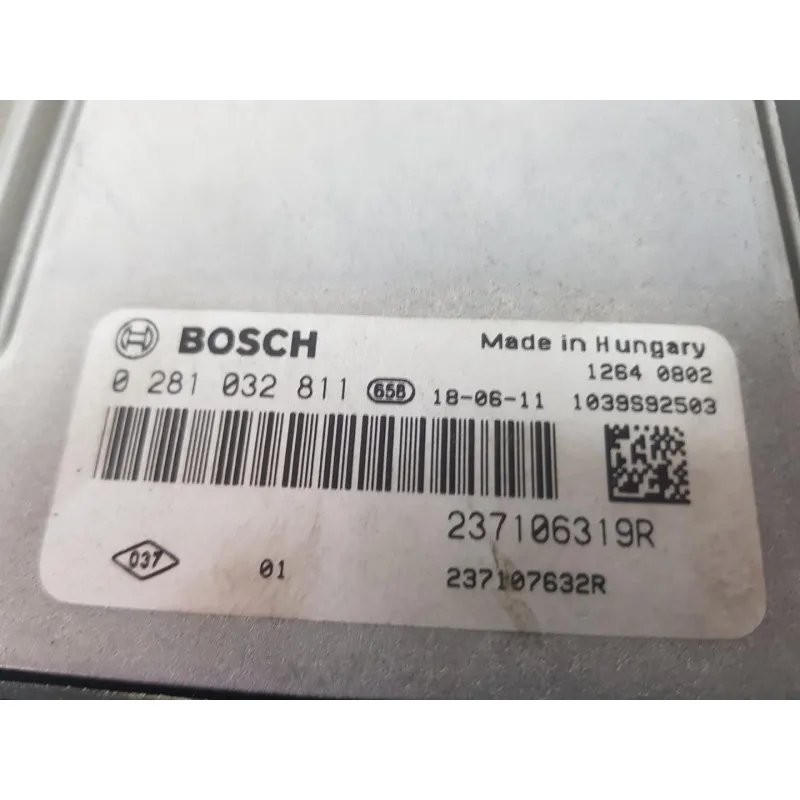 BOSCH
Made in Hungary
1264 0802
0 281 032 811 658 18-06-11 1039S92503
237106319R
037 01 237107632R